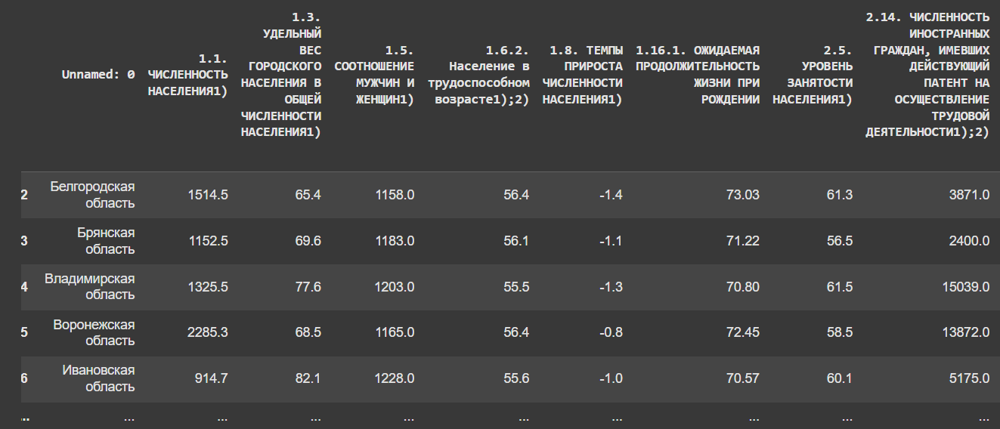 Unnamed: 0
1.1.
ЧИСЛЕННОСТЬ
НАСЕЛЕНИЯ1)
1.3.
УДЕЛЬНЫЙ
ВЕС
ГОРОДСКОГО
НАСЕЛЕНИЯ В
ОБЩЕЙ
ЧИСЛЕННОСТИ
НАСЕЛЕНИЯ1)
1.5.
СООТНОШЕНИЕ
МУЖЧИН И
ЖЕНЩИН1)
1.6.2.
Население в
трудоспособном
возрасте1);2)
1.8. ТЕМПЫ
ПРИРОСТА
ЧИСЛЕННОСТИ
НАСЕЛЕНИЯ1)
1.16.1. ОЖИДАЕМАЯ
ПРОДОЛЖИТЕЛЬНОСТЬ
ЖИЗНИ ПРИ
РОЖДЕНИИ
2.5.
УРОВЕНЬ
ЗАНЯТОСТИ
НАСЕЛЕНИЯ1)
2.14. ЧИСЛЕННОСТЬ
ИНОСТРАННЫХ
ГРАЖДАН, ИМЕВШИХ
ДЕЙСТВУЮЩИЙ
ПАТЕНТ НА
ОСУЩЕСТВЛЕНИЕ
ТРУДОВОЙ
ДЕЯТЕЛЬНОСТИ1);2)
2 Белгородская область 1514.5 65.4 1158.0 56.4 -1.4 73.03 61.3 3871.0
3 Брянская область 1152.5 69.6 1183.0 56.1 -1.1 71.22 56.5 2400.0
4 Владимирская область 1325.5 77.6 1203.0 55.5 -1.3 70.80 61.5 15039.0
5 Воронежская область 2285.3 68.5 1165.0 56.4 -0.8 72.45 58.5 13872.0
6 Ивановская область 914.7 82.1 1228.0 55.6 -1.0 70.57 60.1 5175.0
... ... ... ... ... ... ... ... ... ...